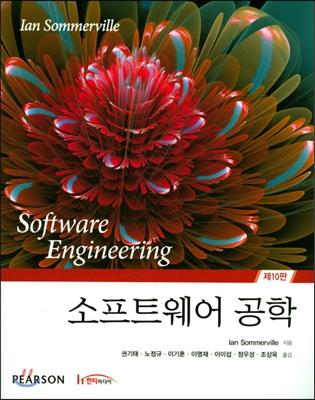 Ian Sommerville
Software
Engineering
제10판
소프트웨어 공학
Ian Sommerville 지음
권기태 · 노정규 · 이기훈 · 이명재 · 이이섭 · 정우성 · 조상욱 옮김
PEARSON 한티미디어